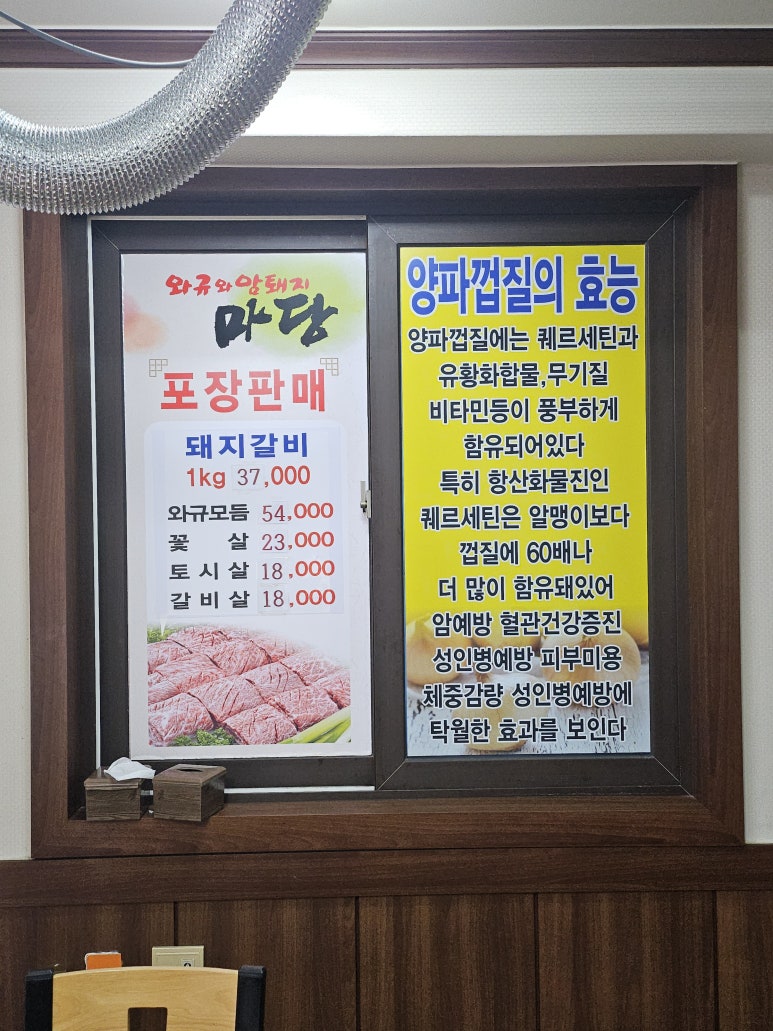 와규와암퇘지
마당
포장판매
돼지갈비
1kg 37,000
와규모듬 54,000
꽃 살 23,000
토시살 18,000
갈비살 18,000
양파껍질의 효능
양파껍질에는 퀘르세틴과
유황화합물,무기질
비타민등이 풍부하게
함유되어있다
특히 항산화물진인
퀘르세틴은 알맹이보다
껍질에 60배나
더 많이 함유돼있어
암예방 혈관건강증진
성인병예방 피부미용
체중감량 성인병예방에
탁월한 효과를 보인다